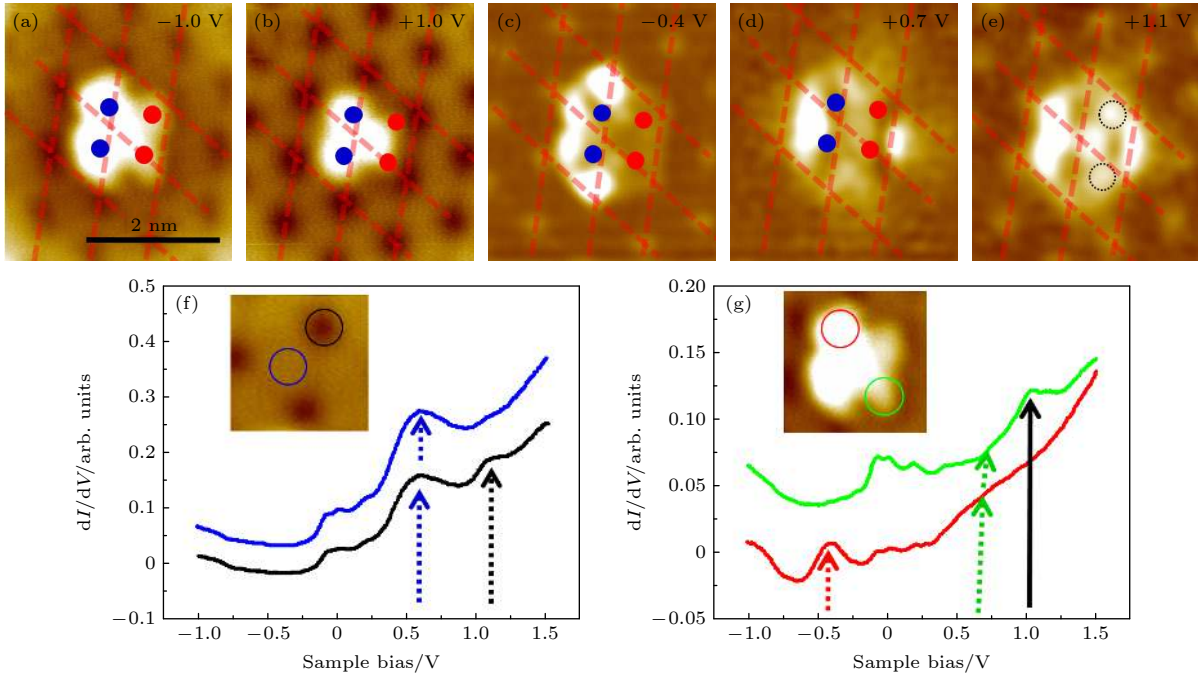 (a) −1.0 V
(b) +1.0 V
(c) −0.4 V
(d) +0.7 V
(e) +1.1 V
2 nm
(f)
0.5
0.4
0.3
0.2
0.1
0
−0.1
dI/dV/arb. units
−1.0 −0.5 0 0.5 1.0 1.5
Sample bias/V
(g)
0.20
0.15
0.10
0.05
0
−0.05
dI/dV/arb. units
−1.0 −0.5 0 0.5 1.0 1.5
Sample bias/V